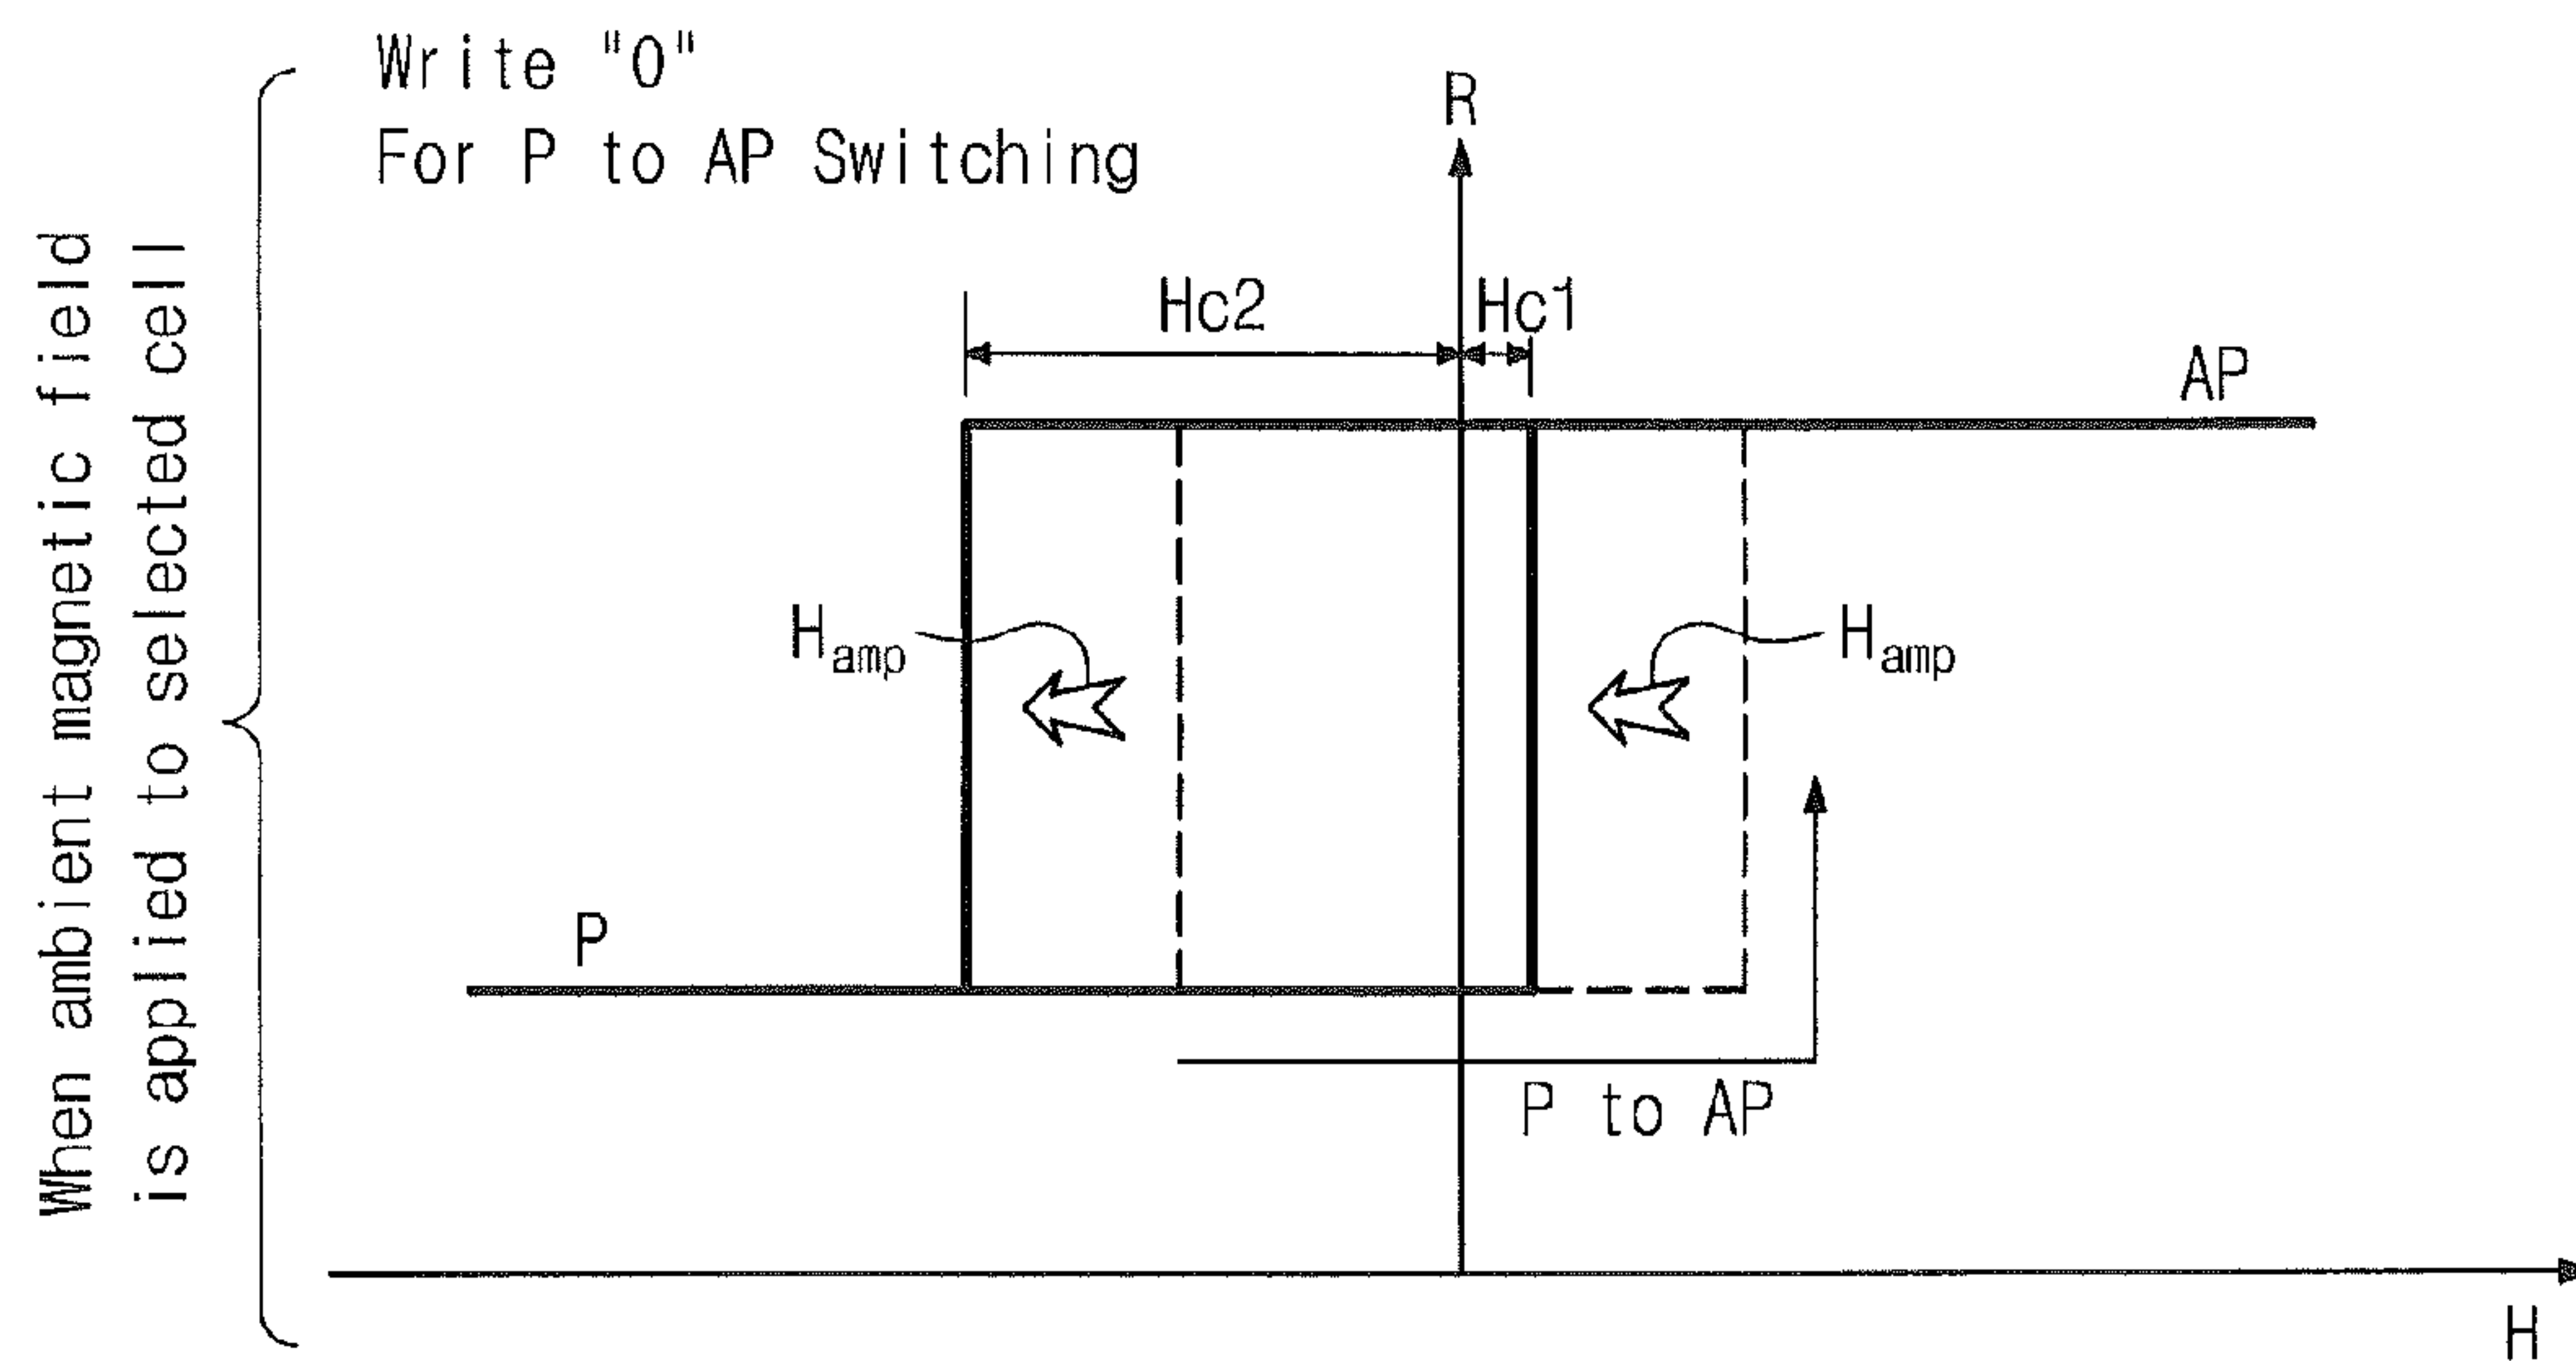 Write "0"
For P to AP Switching
When ambient magnetic field
is applied to selected cell
R
Hc2
Hc1
AP
Hamp
Hamp
P
P to AP
H